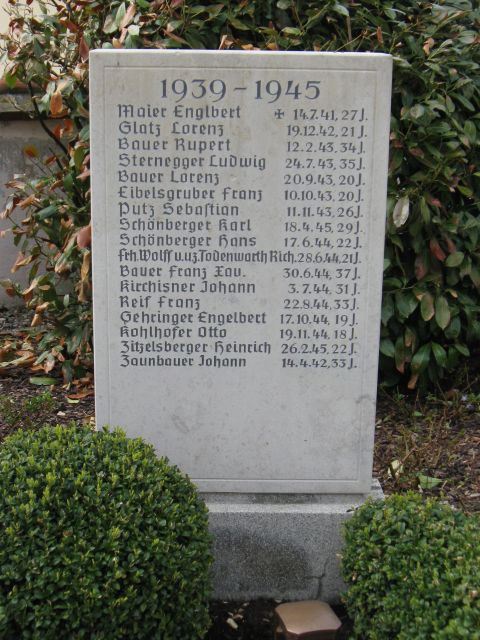 1939 - 1945
Maier Englbert ✝ 14.7.41, 27 J.
Glatz Lorenz 19.12.42, 21 J.
Bauer Rupert 12.2.43, 34 J.
Sternegger Ludwig 24.7.43, 35 J.
Bauer Lorenz 20.9.43, 20 J.
Eibelsgruber Franz 10.10.43, 20 J.
Putz Sebastian 11.11.43, 26 J.
Schönberger Karl 18.4.45, 29 J.
Schönberger Hans 17.6.44, 22 J.
Frh. Wolff u.z. Todenwarth Rich. 28.6.44, 21 J.
Bauer Franz Xav. 30.6.44, 37 J.
Kirchisner Johann 3.7.44, 31 J.
Reif Franz 22.8.44, 33 J.
Gehringer Engelbert 17.10.44, 19 J.
Kohlhofer Otto 19.11.44, 18 J.
Zitzelsberger Heinrich 26.2.45, 22 J.
Zaunbauer Johann 14.4.42, 33 J.